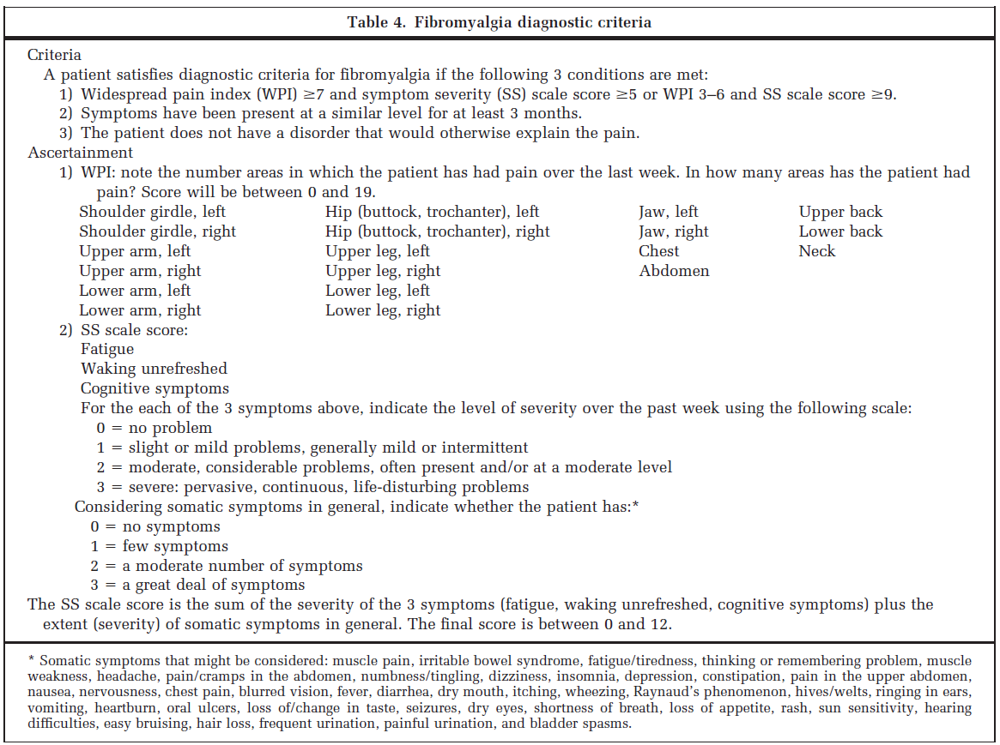 Table 4. Fibromyalgia diagnostic criteria
Criteria
A patient satisfies diagnostic criteria for fibromyalgia if the following 3 conditions are met:
1) Widespread pain index (WPI) ≥7 and symptom severity (SS) scale score ≥5 or WPI 3–6 and SS scale score ≥9.
2) Symptoms have been present at a similar level for at least 3 months.
3) The patient does not have a disorder that would otherwise explain the pain.
Ascertainment
1) WPI: note the number areas in which the patient has had pain over the last week. In how many areas has the patient had
pain? Score will be between 0 and 19.
Shoulder girdle, left Hip (buttock, trochanter), left Jaw, left Upper back
Shoulder girdle, right Hip (buttock, trochanter), right Jaw, right Lower back
Upper arm, left Upper leg, left Chest Neck
Upper arm, right Upper leg, right Abdomen
Lower arm, left Lower leg, left
Lower arm, right Lower leg, right
2) SS scale score:
Fatigue
Waking unrefreshed
Cognitive symptoms
For the each of the 3 symptoms above, indicate the level of severity over the past week using the following scale:
0 = no problem
1 = slight or mild problems, generally mild or intermittent
2 = moderate, considerable problems, often present and/or at a moderate level
3 = severe: pervasive, continuous, life-disturbing problems
Considering somatic symptoms in general, indicate whether the patient has:*
0 = no symptoms
1 = few symptoms
2 = a moderate number of symptoms
3 = a great deal of symptoms
The SS scale score is the sum of the severity of the 3 symptoms (fatigue, waking unrefreshed, cognitive symptoms) plus the
extent (severity) of somatic symptoms in general. The final score is between 0 and 12.
* Somatic symptoms that might be considered: muscle pain, irritable bowel syndrome, fatigue/tiredness, thinking or remembering problem, muscle
weakness, headache, pain/cramps in the abdomen, numbness/tingling, dizziness, insomnia, depression, constipation, pain in the upper abdomen,
nausea, nervousness, chest pain, blurred vision, fever, diarrhea, dry mouth, itching, wheezing, Raynaud's phenomenon, hives/welts, ringing in ears,
vomiting, heartburn, oral ulcers, loss of/change in taste, seizures, dry eyes, shortness of breath, loss of appetite, rash, sun sensitivity, hearing
difficulties, easy bruising, hair loss, frequent urination, painful urination, and bladder spasms.